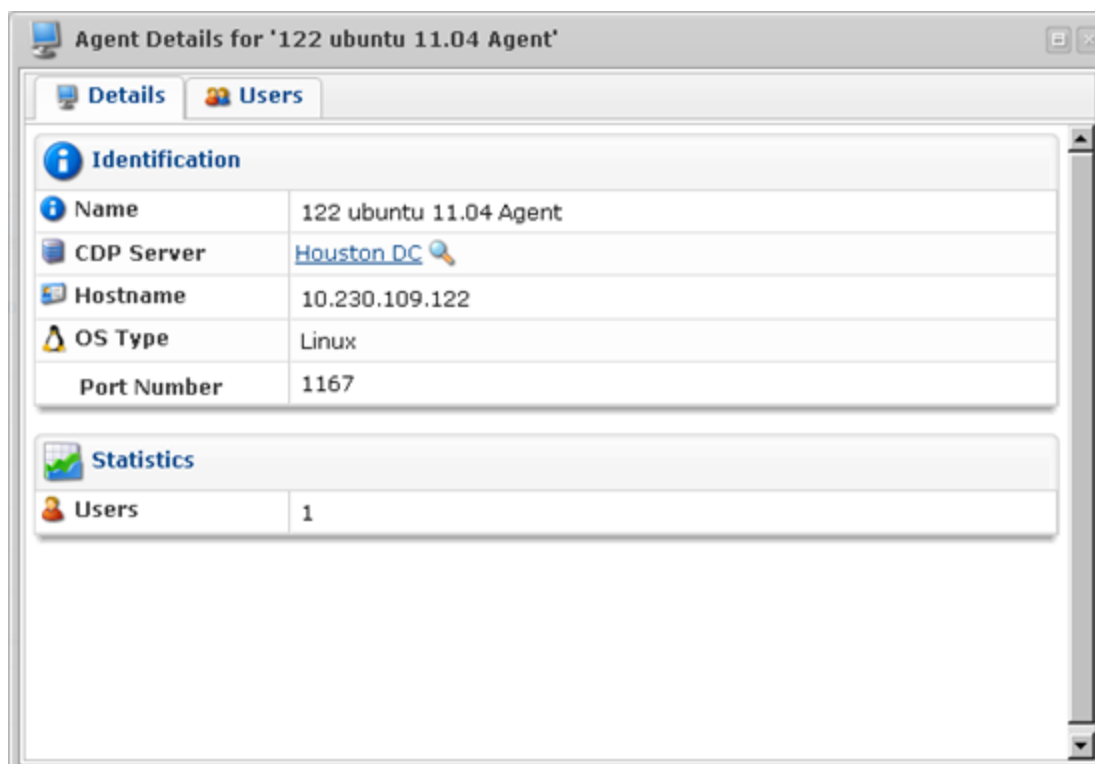 Agent Details for '122 ubuntu 11.04 Agent'
Details Users
Identification
Name 122 ubuntu 11.04 Agent
CDP Server Houston DC
Hostname 10.230.109.122
OS Type Linux
Port Number 1167
Statistics
Users 1